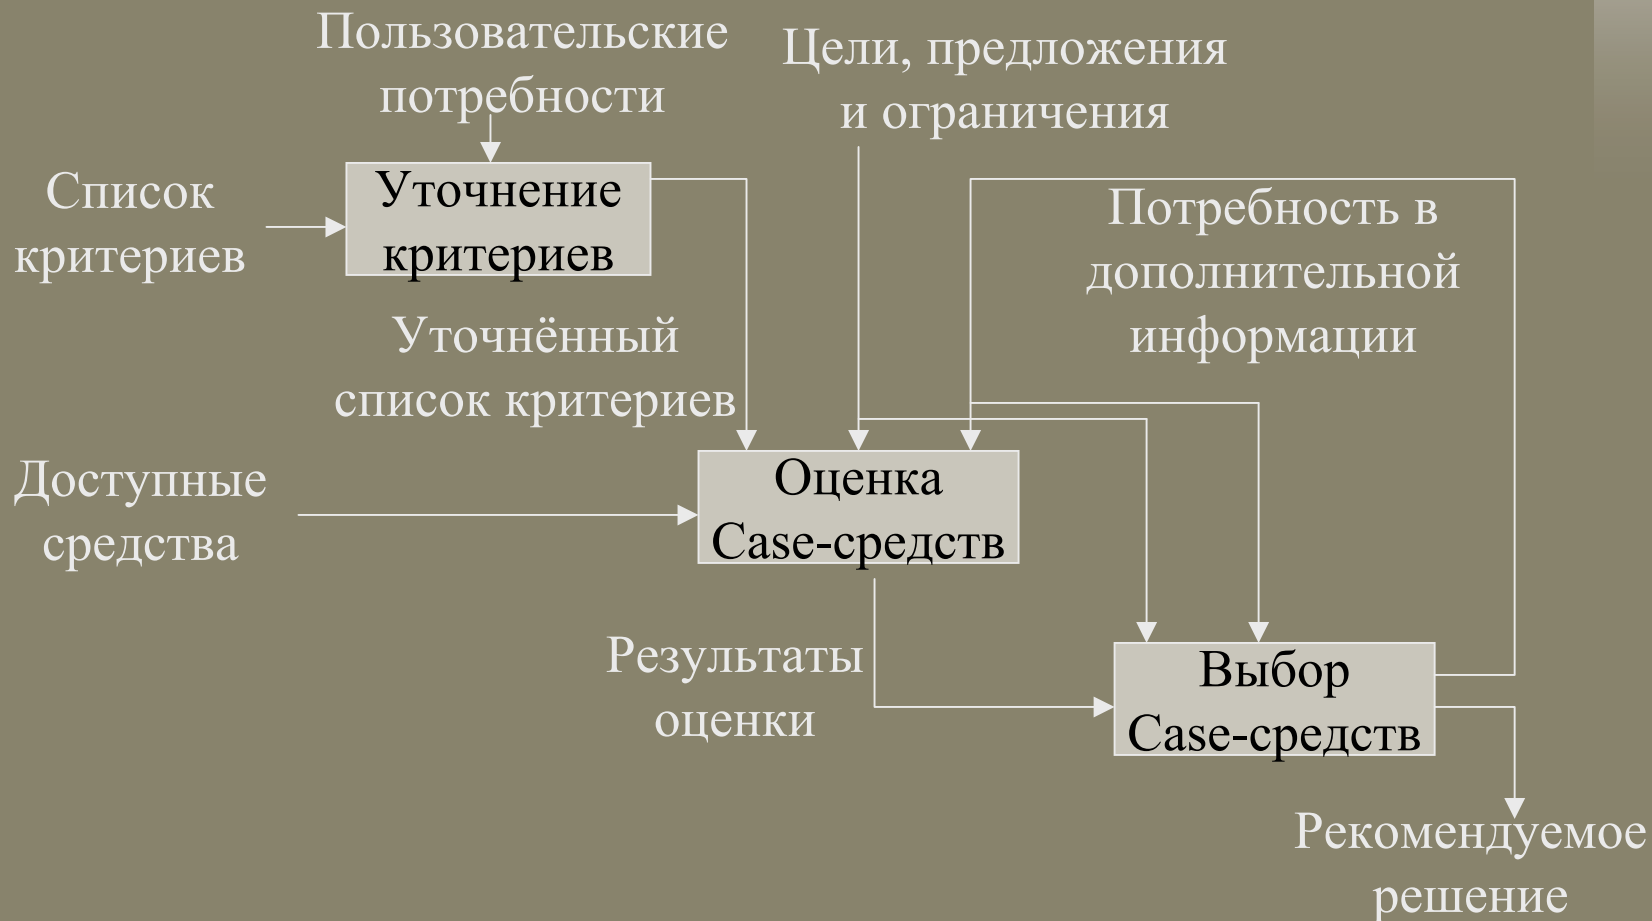 Пользовательские
потребности
Цели, предложения
и ограничения
Список
критериев
Уточнение
критериев
Потребность в
дополнительной
информации
Уточнённый
список критериев
Доступные
средства
Оценка
Case-средств
Результаты
оценки
Выбор
Case-средств
Рекомендуемое
решение